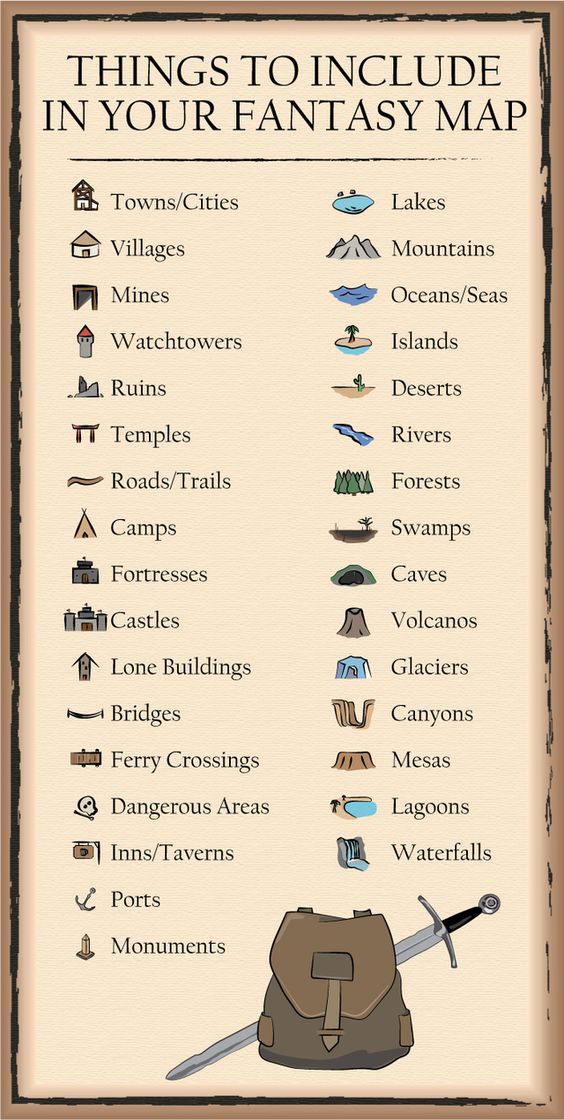 THINGS TO INCLUDE
IN YOUR FANTASY MAP
Towns/Cities
Villages
Mines
Watchtowers
Ruins
Temples
Roads/Trails
Camps
Fortresses
Castles
Lone Buildings
Bridges
Ferry Crossings
Dangerous Areas
Inns/Taverns
Ports
Monuments
Lakes
Mountains
Oceans/Seas
Islands
Deserts
Rivers
Forests
Swamps
Caves
Volcanos
Glaciers
Canyons
Mesas
Lagoons
Waterfalls